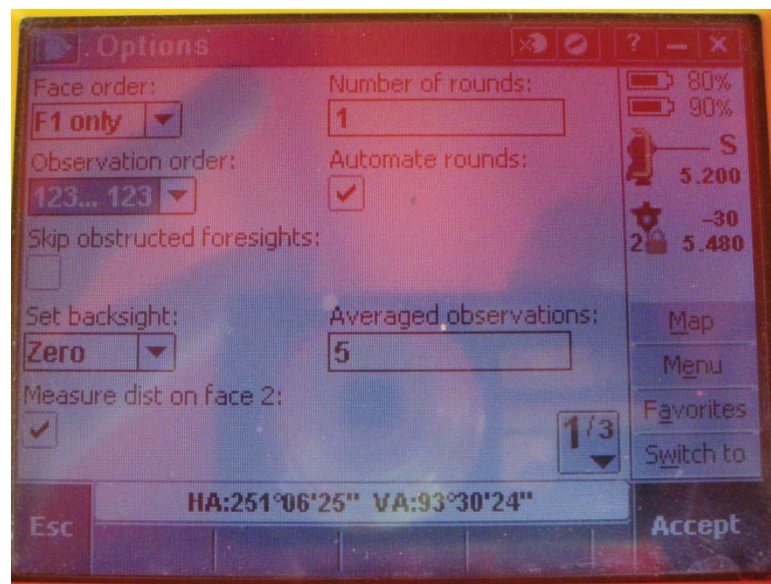 Options ? – X
Face order: Number of rounds: 80%
F1 only 1 90%
Observation order: Automate rounds: S
123... 123 5.200
Skip obstructed foresights: -30
2 5.480
Set backsight: Averaged observations: Map
Zero 5 Menu
Measure dist on face 2: Favorites
1/3 Switch to
HA:251°06'25" VA:93°30'24"
Esc Accept